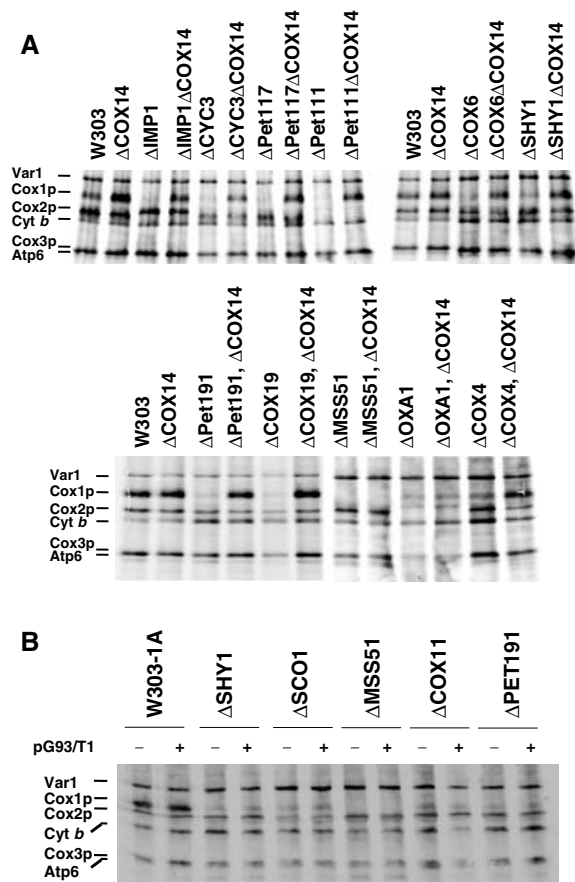 A
W303
ΔCOX14
ΔIMP1
ΔIMP1ΔCOX14
ΔCYC3
ΔCYC3ΔCOX14
ΔPet117
ΔPet117ΔCOX14
ΔPet111
ΔPet111ΔCOX14
W303
ΔCOX14
ΔCOX6
ΔCOX6ΔCOX14
ΔSHY1
ΔSHY1ΔCOX14
Var1
Cox1p
Cox2p
Cyt b
Cox3p
Atp6
W303
ΔCOX14
ΔPet191
ΔPet191, ΔCOX14
ΔCOX19
ΔCOX19, ΔCOX14
ΔMSS51
ΔMSS51, ΔCOX14
ΔOXA1
ΔOXA1, ΔCOX14
ΔCOX4
ΔCOX4, ΔCOX14
Var1
Cox1p
Cox2p
Cyt b
Cox3p
Atp6
B
W303-1A
ΔSHY1
ΔSCO1
ΔMSS51
ΔCOX11
ΔPET191
pG93/T1 – + – + – + – + – + – +
Var1
Cox1p
Cox2p
Cyt b
Cox3p
Atp6